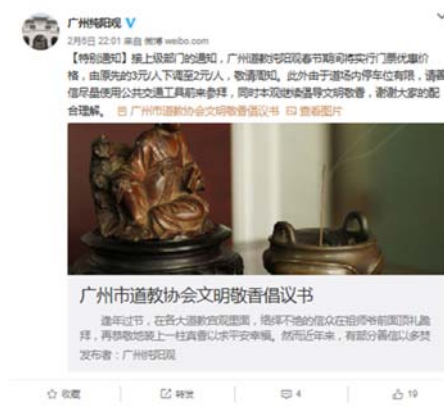 广州纯阳观
2月6日 22:01 来自 微博 weibo.com
【特别通知】接上级部门的通知，广州道教纯阳观春节期间将实行门票优惠价
格，由原先的3元/人下调至2元/人，敬请周知。此外由于道场内停车位有限，请善
信尽量使用公共交通工具前来参拜，同时本观继续倡导文明敬香，谢谢大家的配
合理解。 广州市道教协会文明敬香倡议书 查看图片
广州市道教协会文明敬香倡议书
逢年过节，在各大道教宫观里面，络绎不绝的信众在祖师爷前面顶礼跪
拜，再恭敬地装上一炷真香以求平安幸福。然而近年来，有部分善信以多焚
发布者：广州纯阳观
收藏 转发 4 19